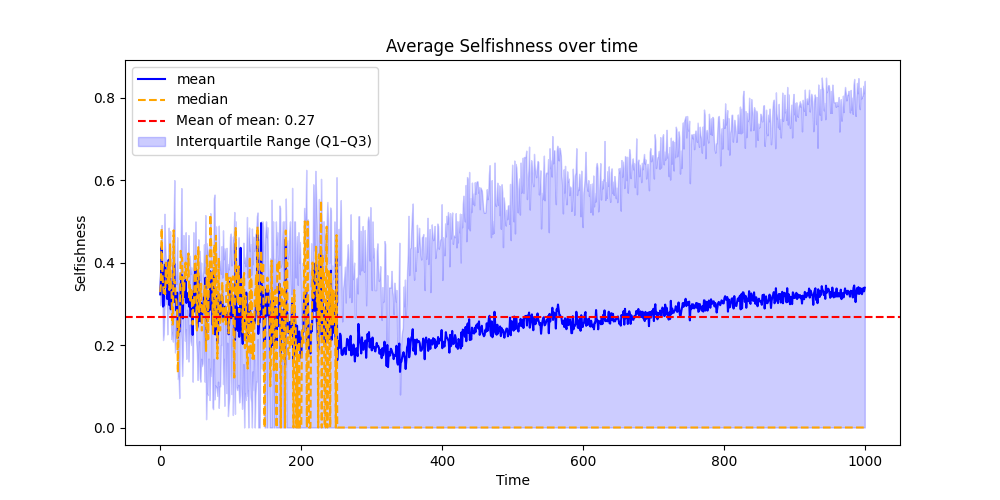 Average Selfishness over time
mean
median
Mean of mean: 0.27
Interquartile Range (Q1–Q3)
Selfishness
0.8
0.6
0.4
0.2
0.0
0 200 400 600 800 1000
Time